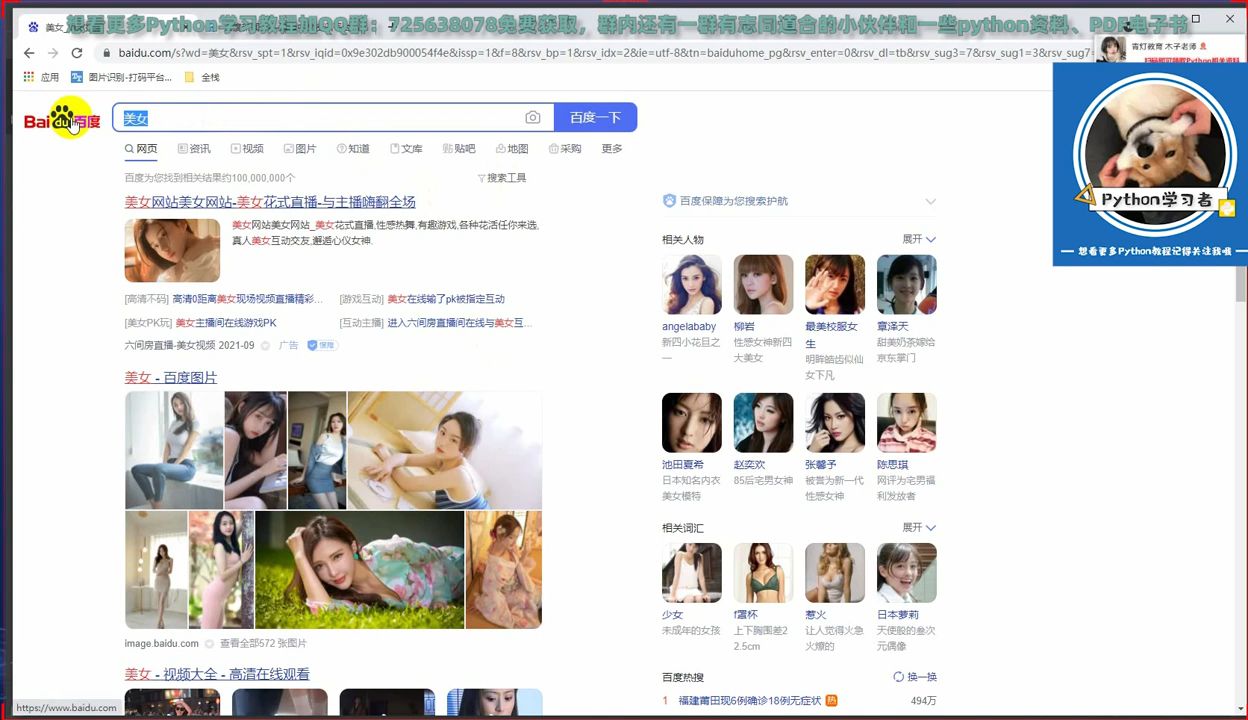 想看更多Python学习教程加QQ群：725638078免费获取，群内还有一群有志同道合的小伙伴和一些python资料、PDF电子书
baidu.com/s?wd=美女&rsv_spt=1&rsv_iqid=0x9e302db900054f4e&issp=1&f=8&rsv_bp=1&rsv_idx=2&ie=utf-8&tn=baiduhome_pg&rsv_enter=0&rsv_dl=tb&rsv_sug3=7&rsv_sug1=3&rsv_sug7=
青灯教育 木子老师
应用 图片识别-打码平台... 全栈
Python学习者
想看更多Python教程记得关注我哦
Bai du 百度
美女
百度一下
网页 资讯 视频 图片 知道 文库 贴吧 地图 采购 更多
百度为您找到相关结果约100,000,000个
搜索工具
美女网站美女网站-美女花式直播-与主播嗨翻全场
美女网站美女网站_美女花式直播,性感热舞,有趣游戏,各种花活任你来选,
真人美女互动交友,邂逅心仪女神.
[高清不码] 高清0距离美女现场视频直播精彩... [游戏互动] 美女在线输了pk被指定互动
[美女PK玩] 美女主播间在线游戏PK [互动主播] 进入六间房直播间在线与美女互...
六间房直播-美女视频 2021-09 广告 保障
美女 - 百度图片
image.baidu.com 查看全部572 张图片
美女 - 视频大全 - 高清在线观看
百度保障为您搜索护航
相关人物 展开
angelababy
新四小花旦之
一
柳岩
性感女神新四
大美女
最美校服女
生
明眸皓齿似仙
女下凡
章泽天
甜美奶茶嫁给
京东掌门
池田夏希
日本知名内衣
美女模特
赵奕欢
85后宅男女神
张馨予
被誉为新一代
性感女神
陈思琪
网评为宅男福
利发放者
相关词汇 展开
少女
未成年的女孩
f罩杯
上下胸围差2
2.5cm
惹火
让人觉得火急
火燎的
日本萝莉
天使般的叁次
元偶像
百度热搜 换一换
1 福建莆田现6例确诊18例无症状 热 494万
https://www.baidu.com